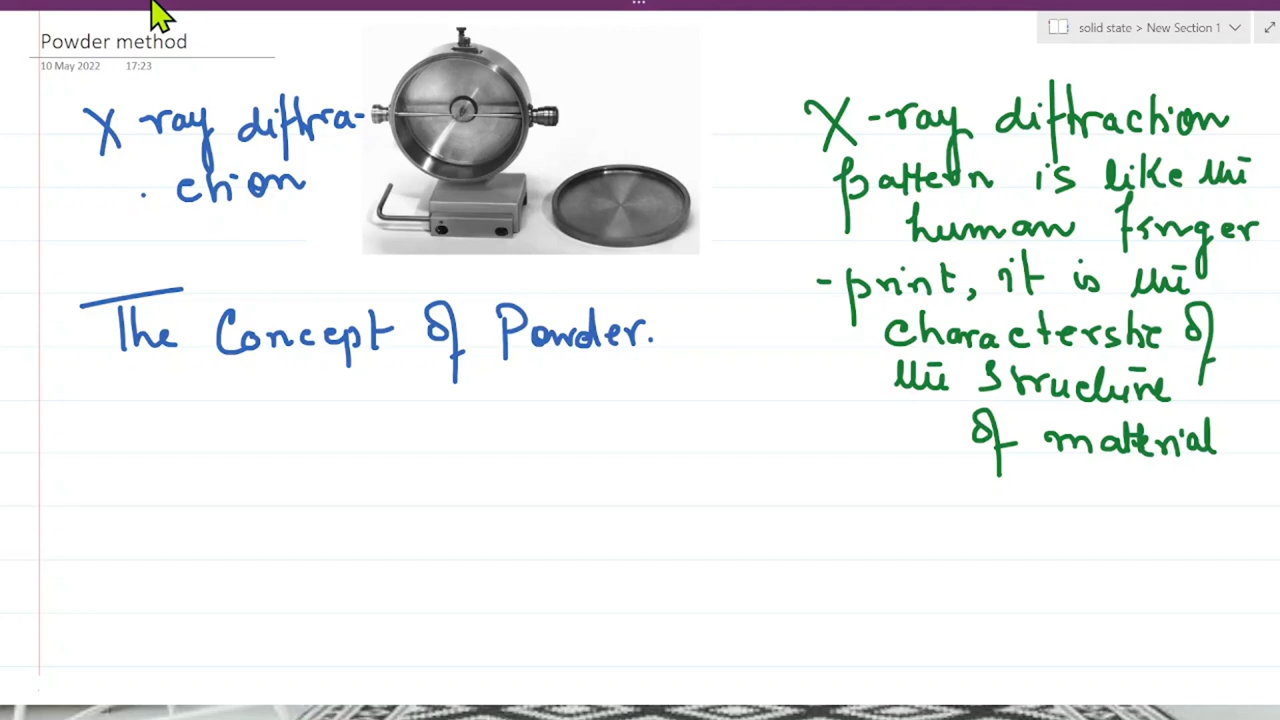 Powder method
10 May 2022 17:23
solid state > New Section 1
X ray diffra-
ction
The Concept of Powder.
X-ray diffraction
pattern is like the
human finger
-print, it is the
characterstic of
the structure
of material